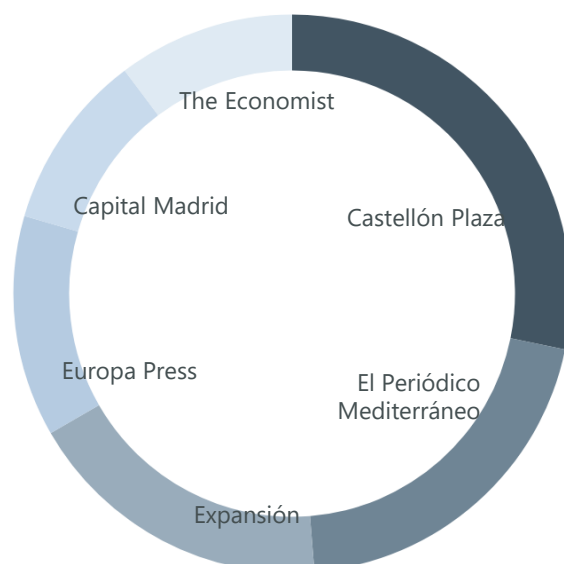 The Economist
Capital Madrid
Castellón Plaza
Europa Press
El Periódico
Mediterráneo
Expansión